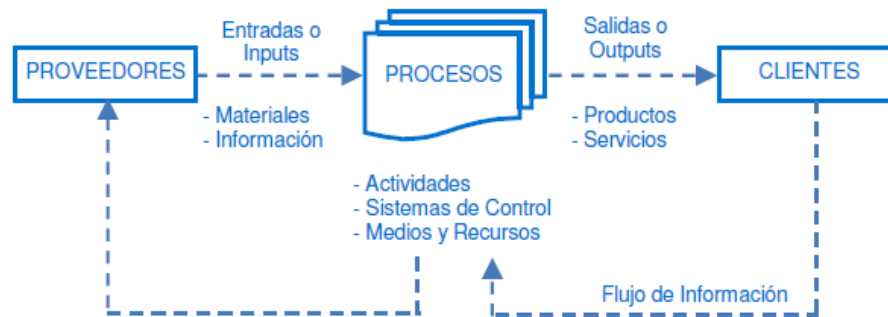 Entradas o
Inputs
Salidas o
Outputs
PROVEEDORES
PROCESOS
CLIENTES
- Materiales
- Información
- Productos
- Servicios
- Actividades
- Sistemas de Control
- Medios y Recursos
Flujo de Información